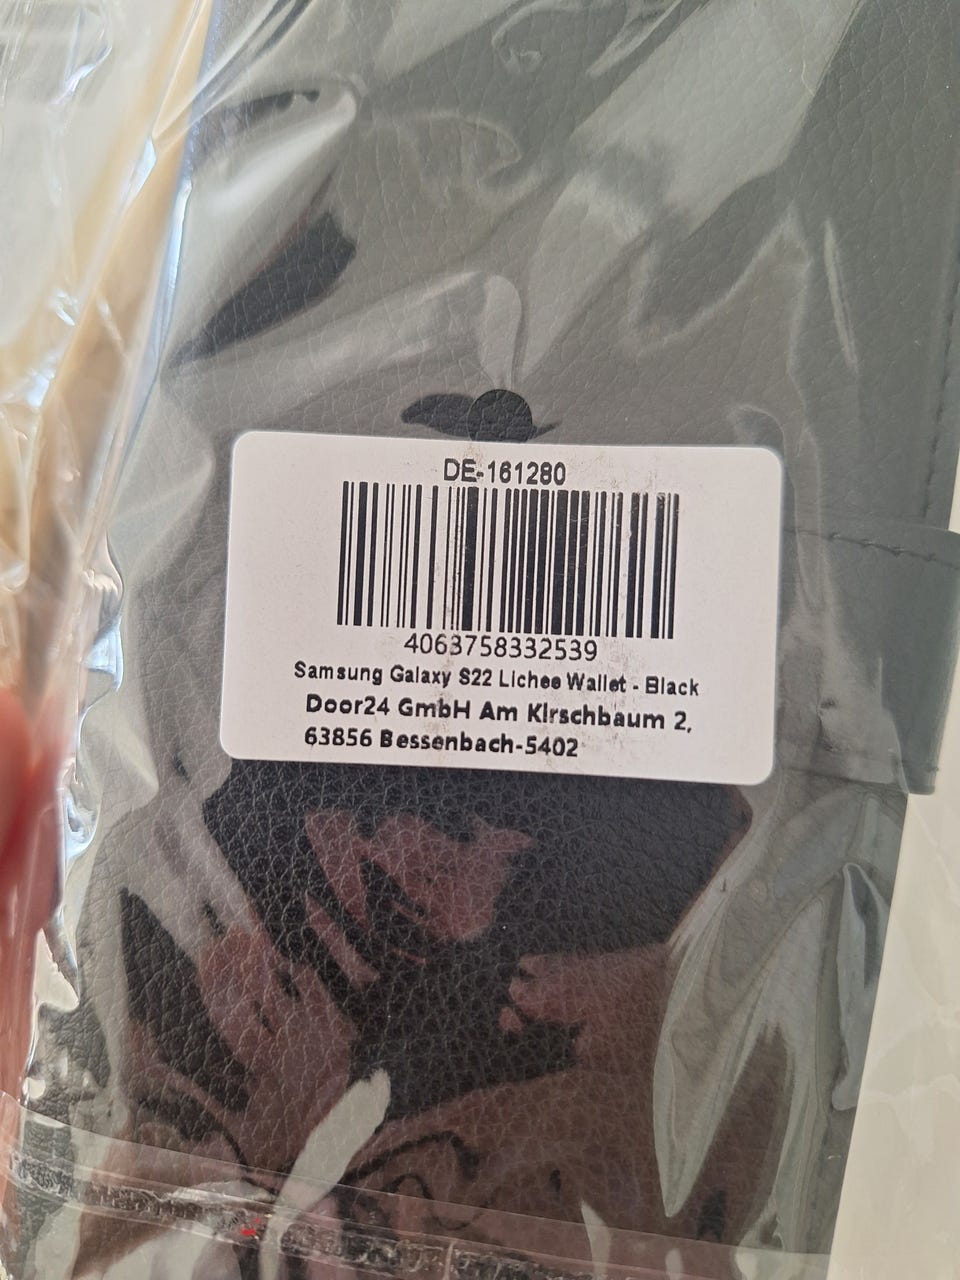 DE-161280
4063758332539
Samsung Galaxy S22 Lichee Wallet - Black
Door24 GmbH Am Kirschbaum 2,
63856 Bessenbach-5402